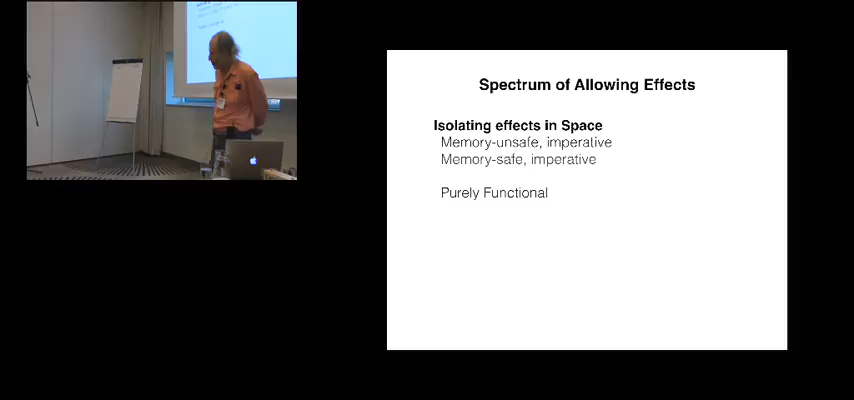 Spectrum of Allowing Effects
Isolating effects in Space
Memory-unsafe, imperative
Memory-safe, imperative
Purely Functional